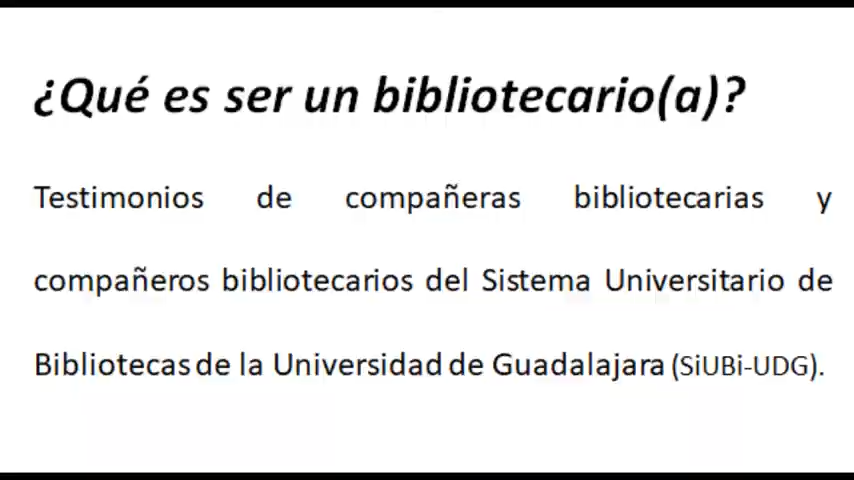 ¿Qué es ser un bibliotecario(a)?
Testimonios de compañeras bibliotecarias y
compañeros bibliotecarios del Sistema Universitario de
Bibliotecas de la Universidad de Guadalajara (SiUBi-UDG).